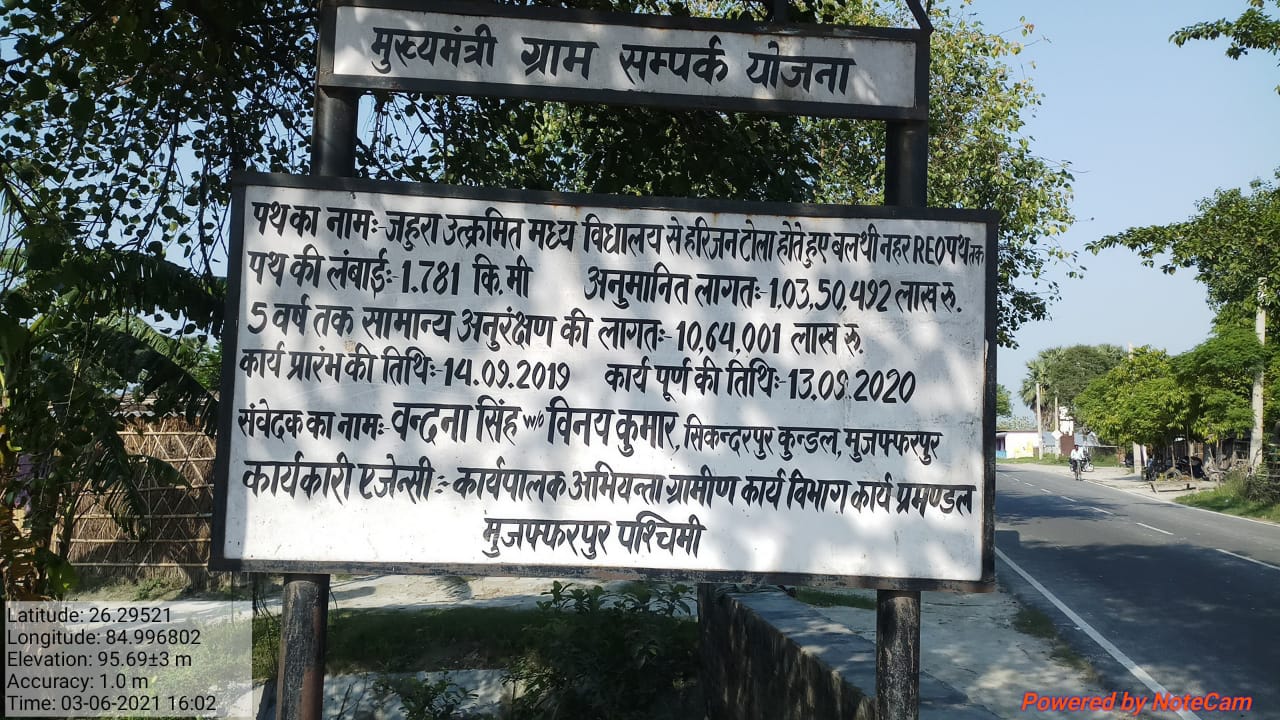 मुख्यमंत्री ग्राम सम्पर्क योजना
पथ का नामः- जहुरा उत्क्रमित मध्य विद्यालय से हरिजन टोला होते हुए बलथी नहर REO पथ तक
पथ की लंबाईः- 1.781 कि. मी अनुमानित लागतः- 1,03,50,492 लाख रु.
5 वर्ष तक सामान्य अनुरंक्षण की लागतः- 10,64,001 लाख रु.
कार्य प्रारंभ की तिथिः- 14.09.2019 कार्य पूर्ण की तिथिः- 13.09.2020
संवेदक का नामः- वन्दना सिंह w/o विनय कुमार, सिकन्दरपुर कुन्डल, मुजफ्फरपुर
कार्यकारी एजेन्सी :- कार्यपालक अभियन्ता ग्रामीण कार्य विभाग कार्य प्रमण्डल
मुजफ्फरपुर पश्चिमी
Latitude: 26.29521
Longitude: 84.996802
Elevation: 95.69±3 m
Accuracy: 1.0 m
Time: 03-06-2021 16:02
Powered by NoteCam